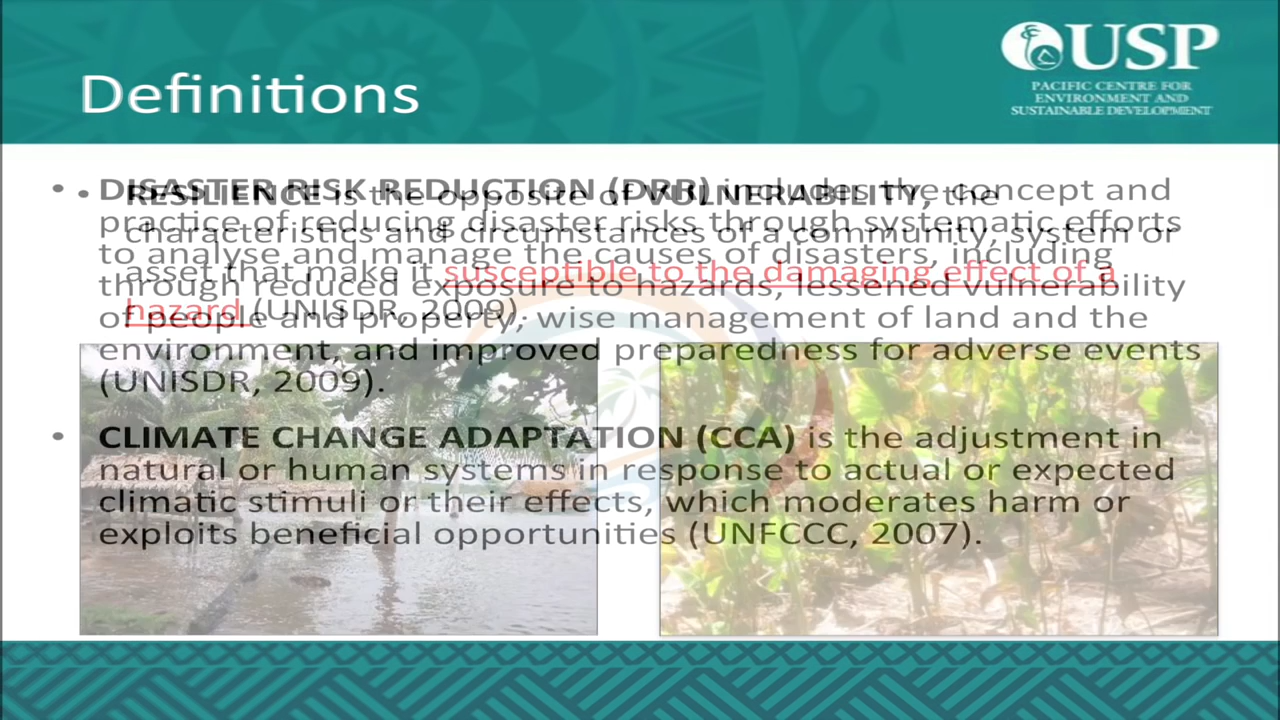 Definitions
USP
PACIFIC CENTRE FOR
ENVIRONMENT AND
SUSTAINABLE DEVELOPMENT
• DISASTER RISK REDUCTION (DRR) includes the concept and
practice of reducing disaster risks through systematic efforts
to analyse and manage the causes of disasters, including
through reduced exposure to hazards, lessened vulnerability
of people and property, wise management of land and the
environment, and improved preparedness for adverse events
(UNISDR, 2009).
• RESILIENCE is the opposite of VULNERABILITY, the
characteristics and circumstances of a community, system or
asset that make it susceptible to the damaging effect of a
hazard (UNISDR, 2009).
• CLIMATE CHANGE ADAPTATION (CCA) is the adjustment in
natural or human systems in response to actual or expected
climatic stimuli or their effects, which moderates harm or
exploits beneficial opportunities (UNFCCC, 2007).